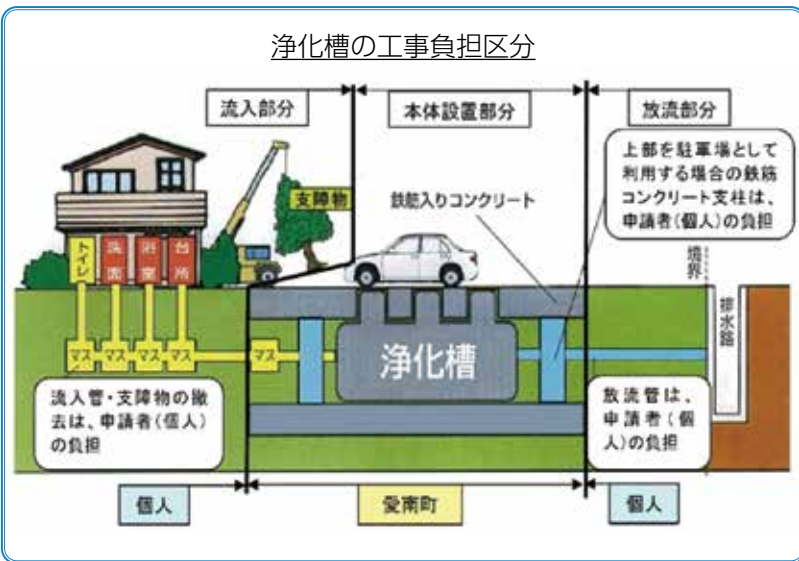 浄化槽の工事負担区分
流入部分
本体設置部分
放流部分
上部を駐車場として
利用する場合の鉄筋
コンクリート支柱は、
申請者(個人)の負担
支障物
鉄筋入りコンクリート
トイレ
洗面
浴室
台所
境界
排水路
マス
マス
マス
マス
マス
浄化槽
流入管・支障物の撤
去は、申請者(個人)
の負担
放流管は、
申請者(個
人)の負担
個人
愛南町
個人